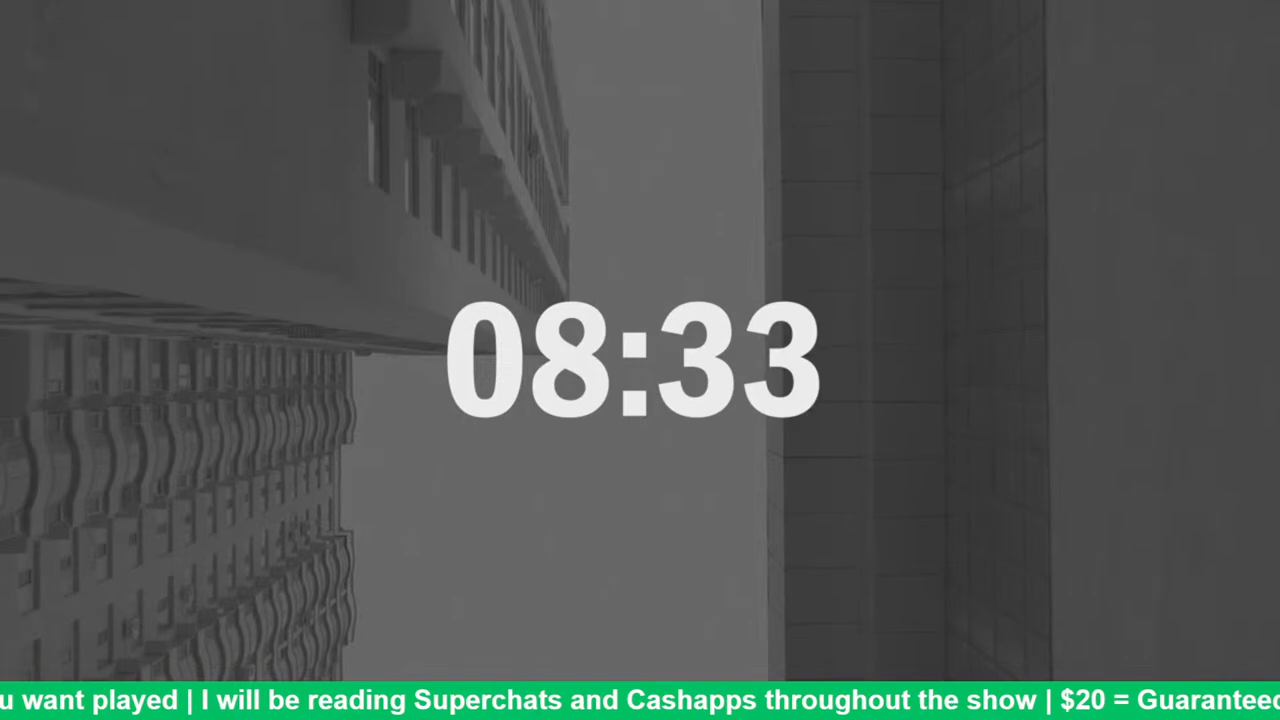 08:33
u want played | I will be reading Superchats and Cashapps throughout the show | $20 = Guaranteed